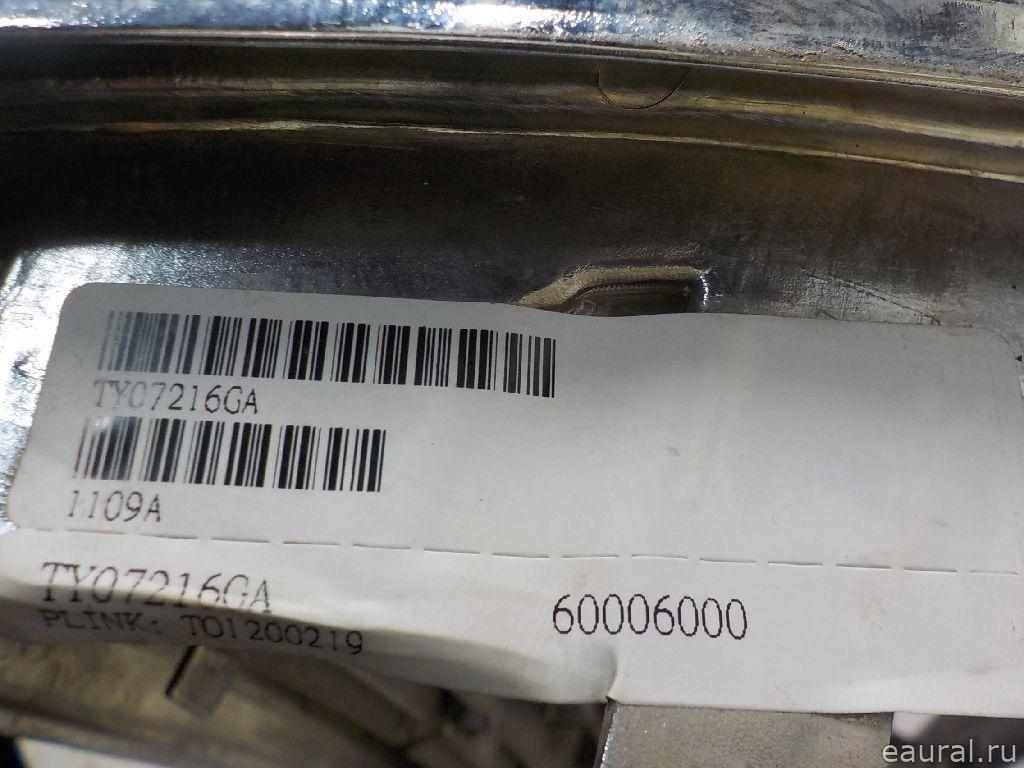 TY07216GA
1109A
TY07216GA
60006000
PLINK: TO1200219
eaural.ru